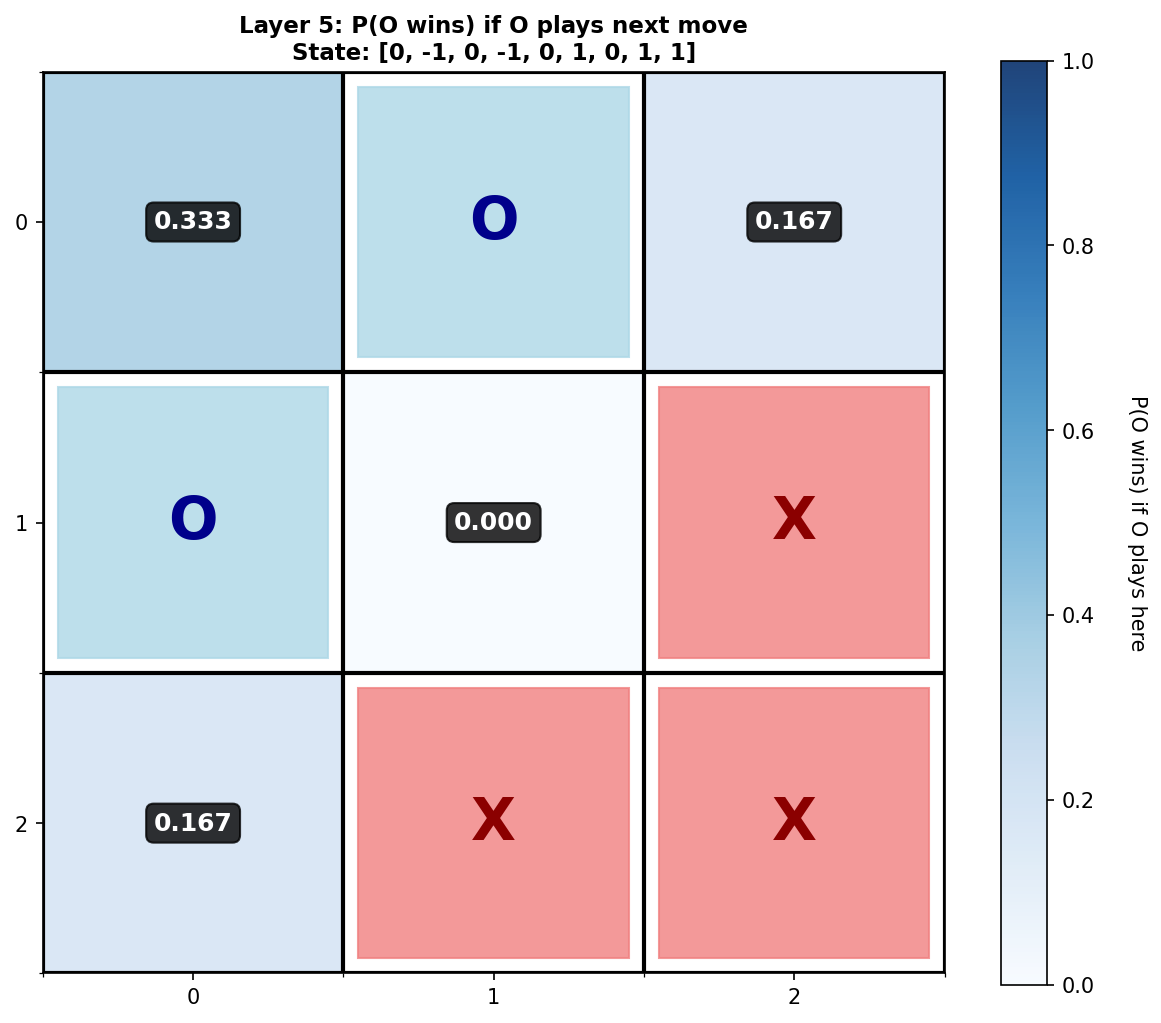 Layer 5: P(O wins) if O plays next move
State: [0, -1, 0, -1, 0, 1, 0, 1, 1]
0.333
O
0.167
O
0.000
X
0.167
X
X
0
1
2
0
1
2
1.0
0.8
0.6
0.4
0.2
0.0
P(O wins) if O plays here